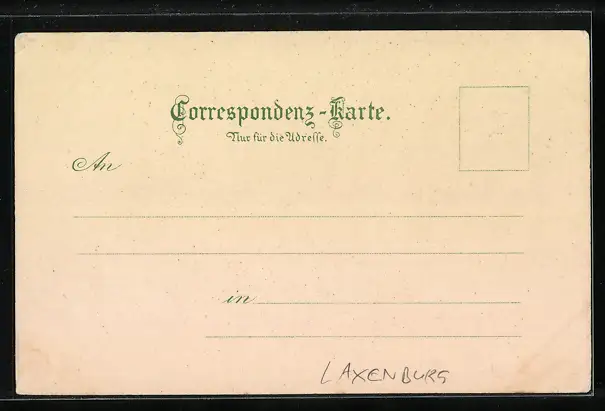 Correspondenz-Karte.
Nur für die Adresse.
An
in
LAXENBURG